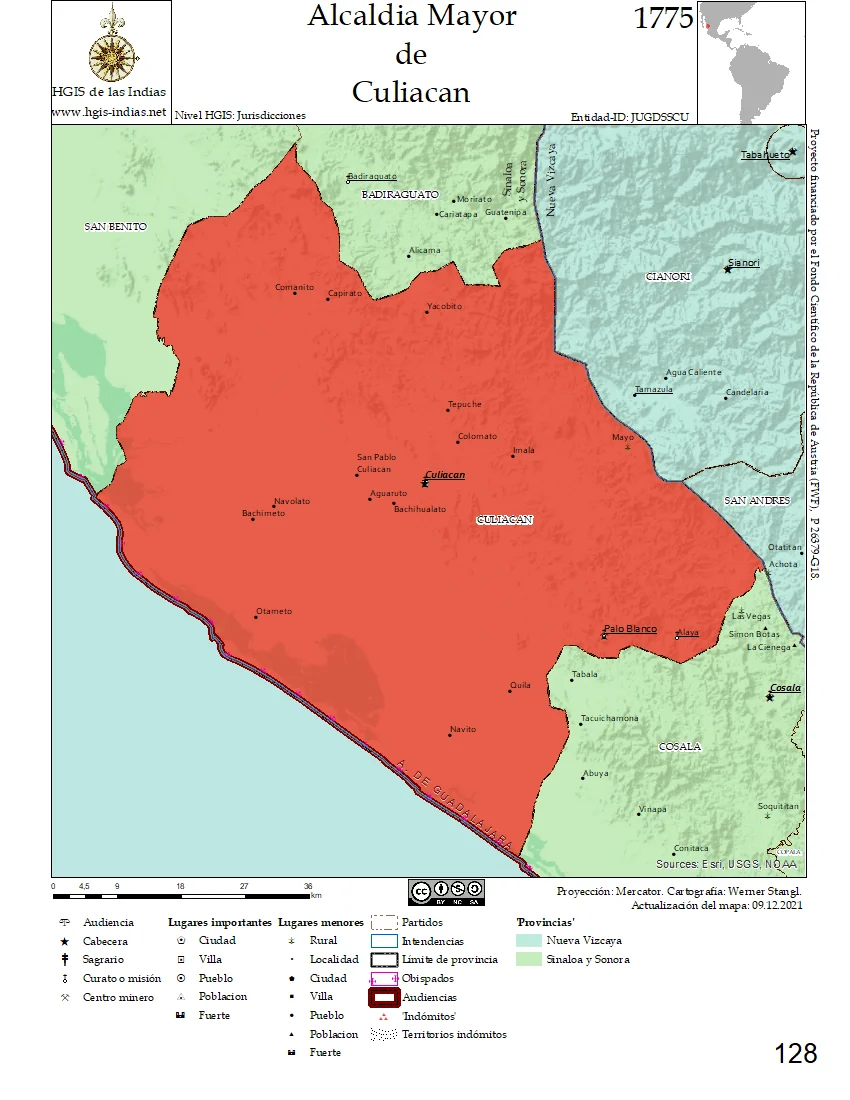 Alcaldia Mayor
de
Culiacan
1775
HGIS de las Indias
www.hgis-indias.net
Nivel HGIS: Jurisdicciones
Entidad-ID: JUGDSSCU
Proyecto financiado por el Fondo Científico de la República de Austria (FWF), P 26379-G18.
Tabahueto
Badiraguato
BADIRAGUATO
Sinaloa
y Sonora
Nueva Vizcaya
Morirato
Cariatapa
Guatenipa
SAN BENITO
Alicama
Sianori
CIANORI
Comanito
Capirato
Yacobito
Agua Caliente
Tamazula
Candelaria
Tepuche
Colomato
Imala
Mayo
San Pablo
Culiacan
Culiacan
Aguaruto
Navolato
Bachihualato
Bachimeto
CULIACAN
SAN ANDRES
Otatitan
Achota
Otameto
Las Vegas
Palo Blanco
Alaya
Simon Botas
La Cienega
Tabala
Quila
Cosala
Tacuichamona
Navito
COSALA
A. DE GUADALAJARA
Abuya
Vinapa
Soquititan
Conitaca
COPALA
Sources: Esri, USGS, NOAA
0 4,5 9 18 27 36
km
CC BY NC SA
Proyección: Mercator. Cartografía: Werner Stangl.
Actualización del mapa: 09.12.2021
Audiencia
Cabecera
Sagrario
Curato o misión
Centro minero
Lugares importantes
Ciudad
Villa
Pueblo
Poblacion
Fuerte
Lugares menores
Rural
Localidad
Ciudad
Villa
Pueblo
Poblacion
Fuerte
Partidos
Intendencias
Límite de provincia
Obispados
Audiencias
'Indómitos'
Territorios indómitos
'Provincias'
Nueva Vizcaya
Sinaloa y Sonora
128